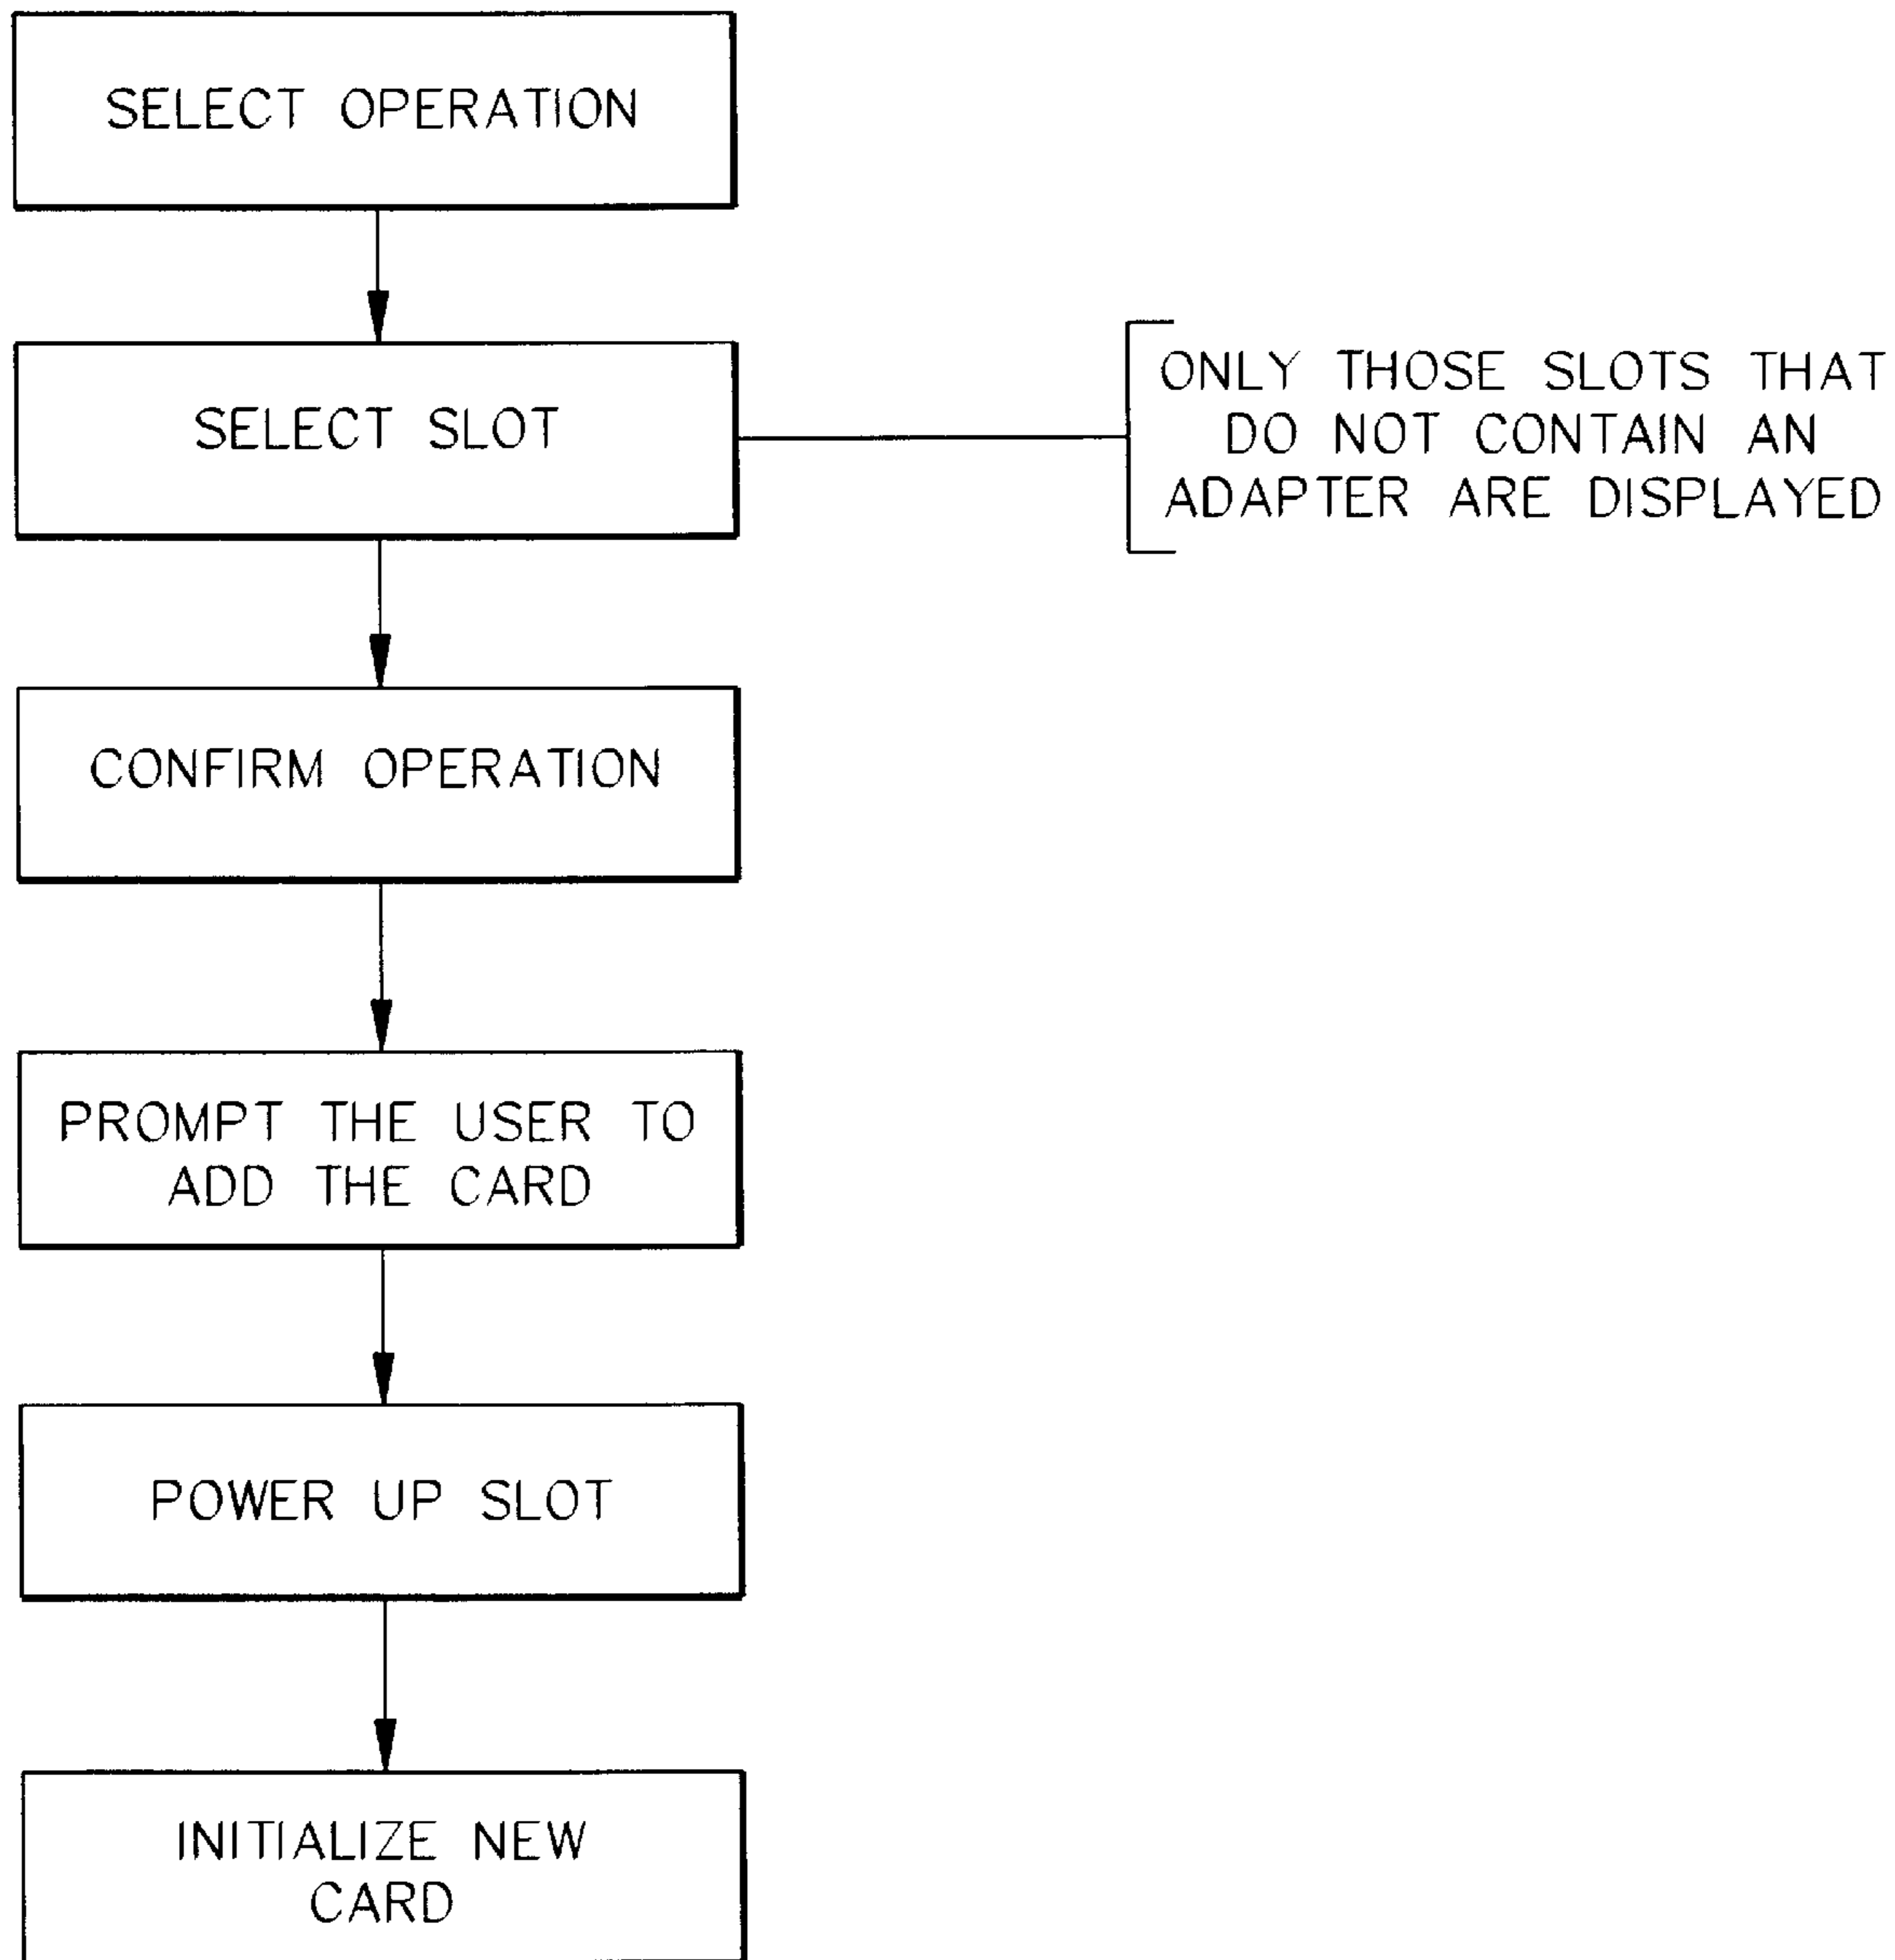 SELECT OPERATION
SELECT SLOT
ONLY THOSE SLOTS THAT
DO NOT CONTAIN AN
ADAPTER ARE DISPLAYED
CONFIRM OPERATION
PROMPT THE USER TO
ADD THE CARD
POWER UP SLOT
INITIALIZE NEW
CARD